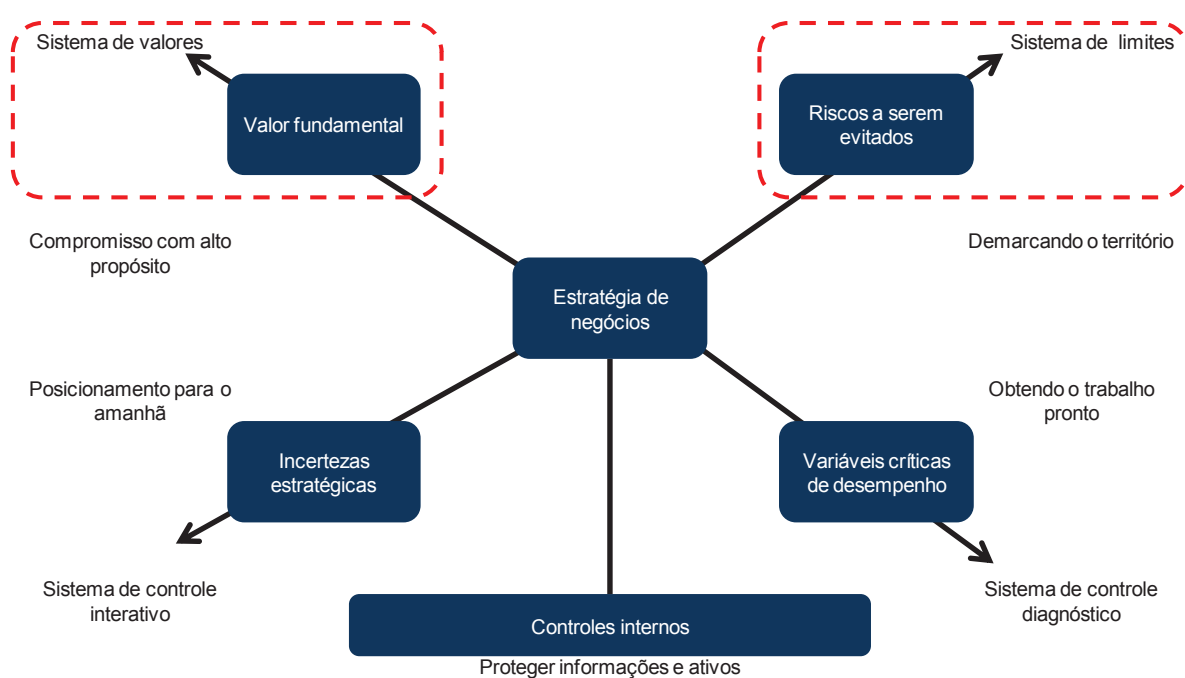 Sistema de valores
Sistema de limites
Valor fundamental
Riscos a serem
evitados
Compromisso com alto
propósito
Demarcando o território
Estratégia de
negócios
Posicionamento para o
amanhã
Obtendo o trabalho
pronto
Incertezas
estratégicas
Variáveis críticas
de desempenho
Sistema de controle
interativo
Sistema de controle
diagnóstico
Controles internos
Proteger informações e ativos